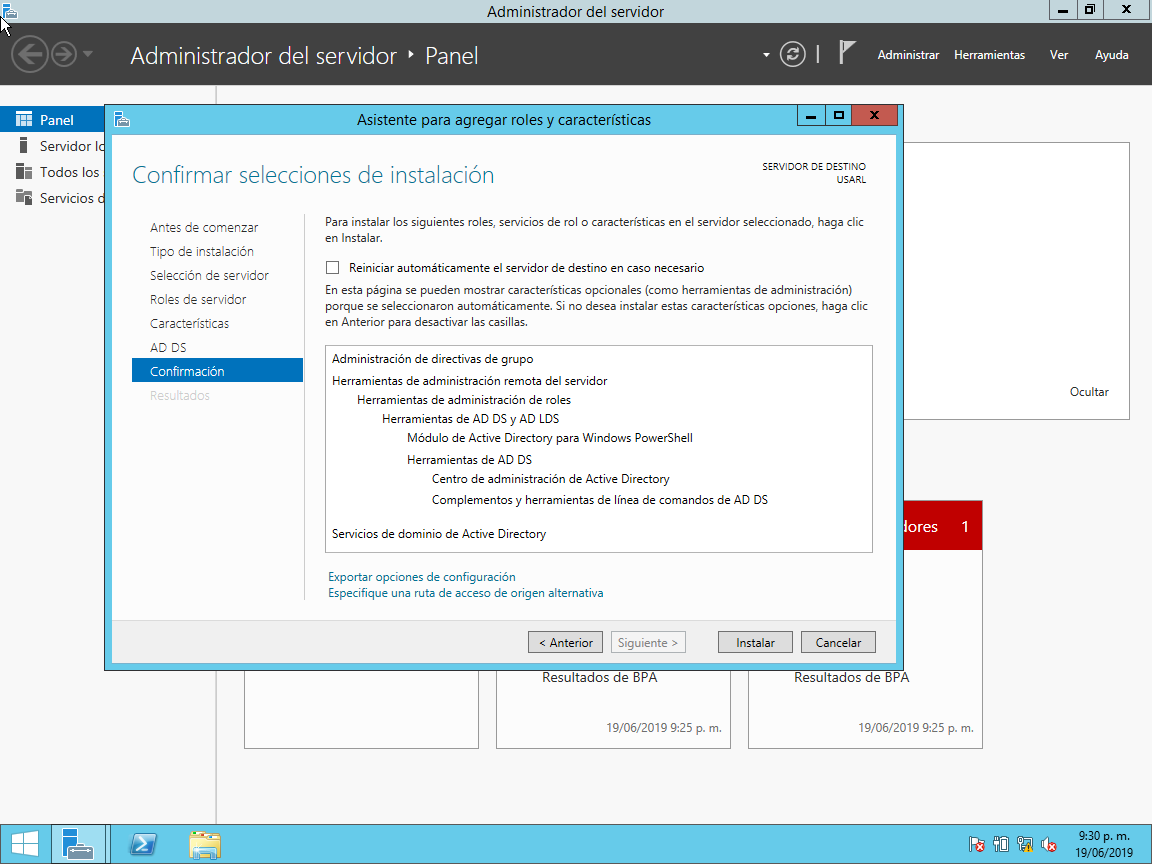 Administrador del servidor
Administrador del servidor
Panel
Administrar
Herramientas
Ver
Ayuda
Panel
Servidor lo
Todos los
Servicios d
Asistente para agregar roles y características
Confirmar selecciones de instalación
SERVIDOR DE DESTINO
USARL
Antes de comenzar
Tipo de instalación
Selección de servidor
Roles de servidor
Características
AD DS
Confirmación
Resultados
Para instalar los siguientes roles, servicios de rol o características en el servidor seleccionado, haga clic
en Instalar.
Reiniciar automáticamente el servidor de destino en caso necesario
En esta página se pueden mostrar características opcionales (como herramientas de administración)
porque se seleccionaron automáticamente. Si no desea instalar estas características opciones, haga clic
en Anterior para desactivar las casillas.
Administración de directivas de grupo
Herramientas de administración remota del servidor
Herramientas de administración de roles
Herramientas de AD DS y AD LDS
Módulo de Active Directory para Windows PowerShell
Herramientas de AD DS
Centro de administración de Active Directory
Complementos y herramientas de línea de comandos de AD DS
Servicios de dominio de Active Directory
Exportar opciones de configuración
Especifique una ruta de acceso de origen alternativa
< Anterior
Siguiente >
Instalar
Cancelar
Ocultar
dores 1
Resultados de BPA
19/06/2019 9:25 p. m.
Resultados de BPA
19/06/2019 9:25 p. m.
9:30 p. m.
19/06/2019